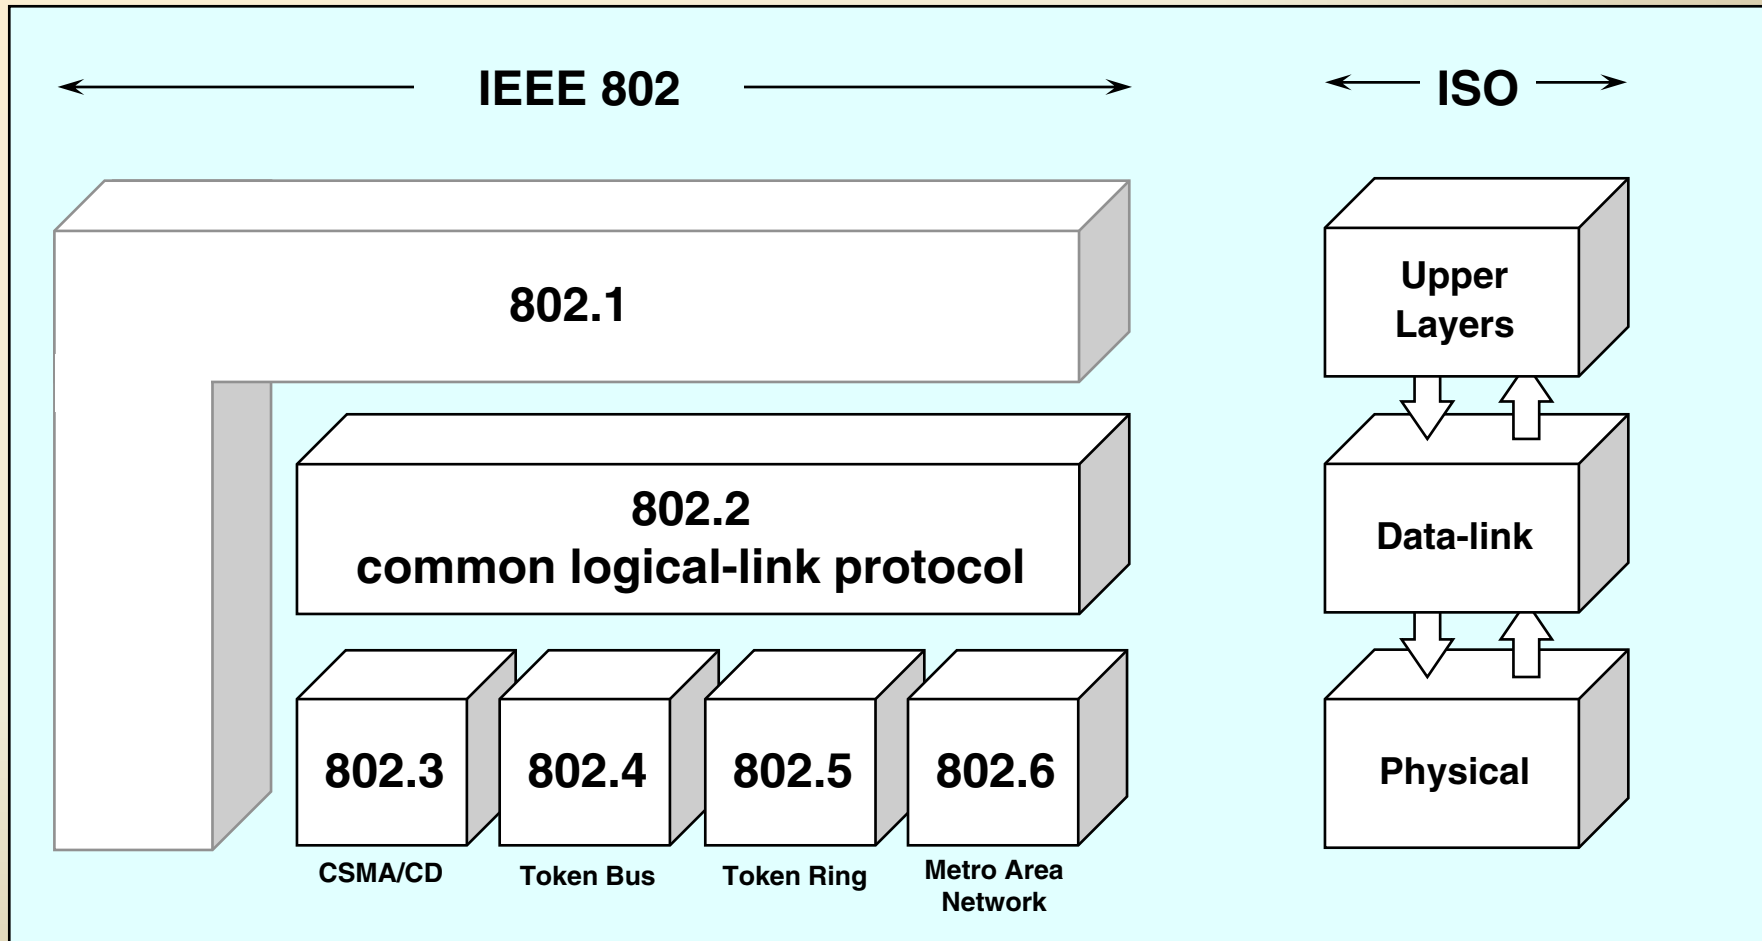 IEEE 802
ISO
802.1
Upper
Layers
802.2
common logical-link protocol
Data-link
802.3
802.4
802.5
802.6
Physical
CSMA/CD
Token Bus
Token Ring
Metro Area
Network